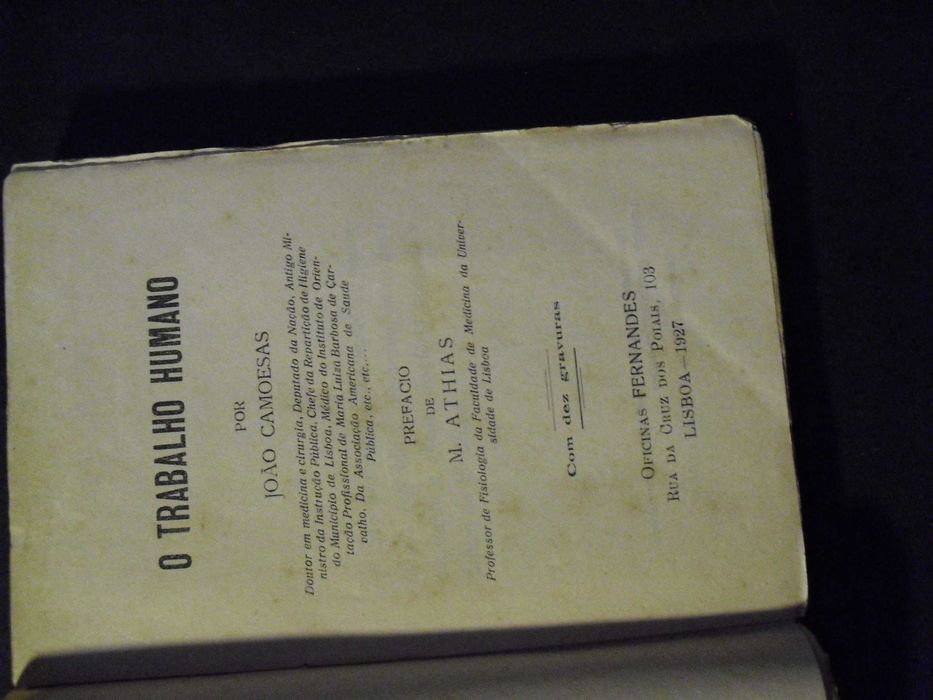 O TRABALHO HUMANO
POR
JOÃO CAMOESAS
Doutor em medicina e cirurgia, Deputado da Nação, Antigo Mi-
nistro da Instrução Pública, Chefe da Repartição de Higiene
do Município de Lisboa, Médico do Instituto de Orien-
tação Profissional de Maria Luiza Barbosa de Çar-
valho, Da Associação Americana de Saude
Pública, etc., etc....
PREFACIO
DE
M. ATHIAS
Professor de Fisiologia da Faculdade de Medicina da Univer-
sidade de Lisboa
Com dez gravuras
OFICINAS FERNANDES
RUA DA CRUZ DOS POIAIS, 103
LISBOA—1927